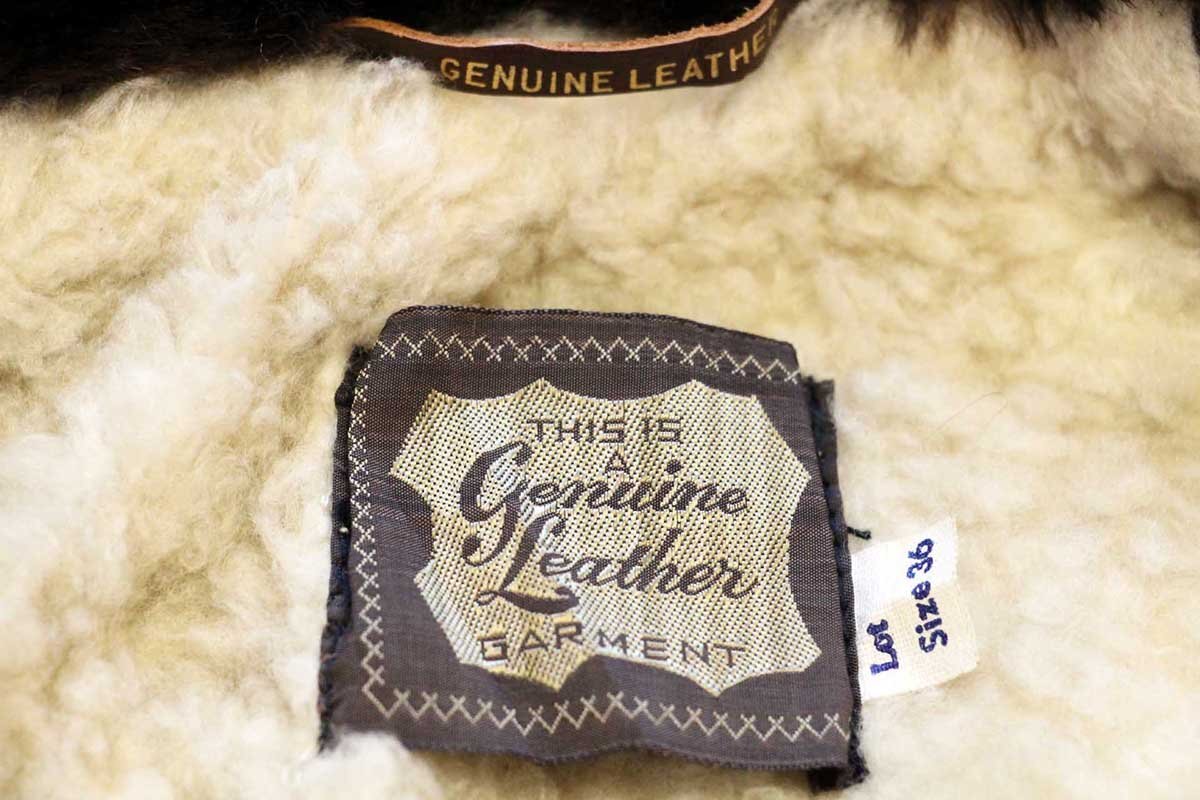 GENUINE LEATHER
THIS IS
A
Genuine
Leather
GARMENT
Lot
Size 36